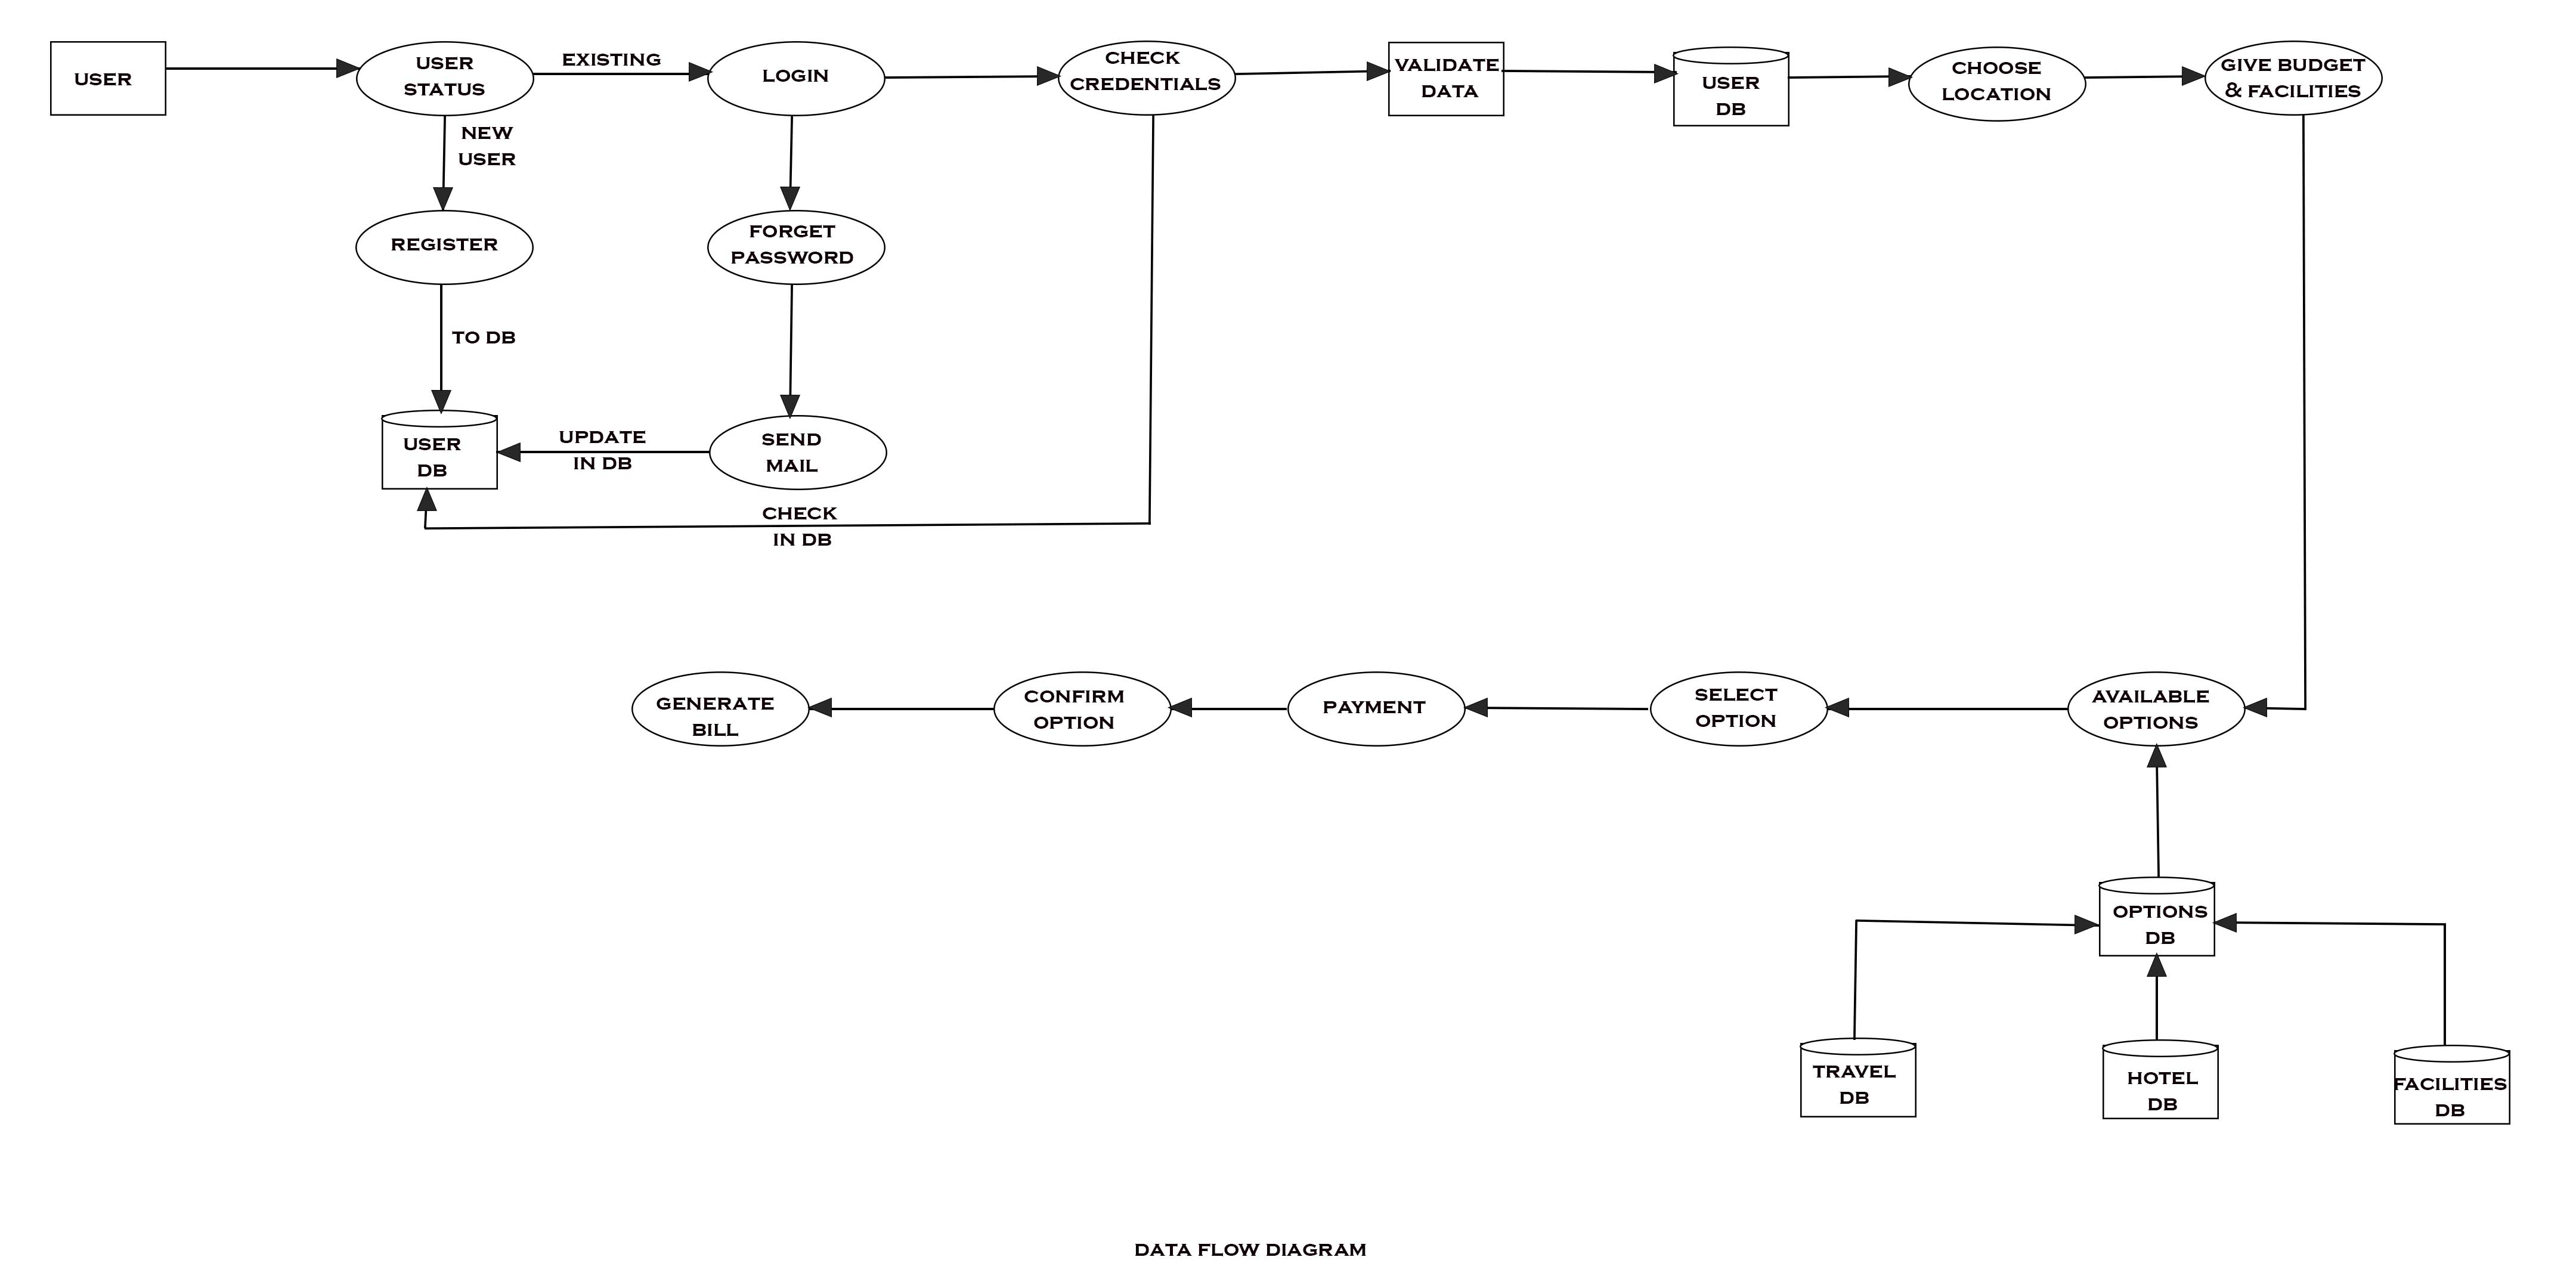 USER
USER
STATUS
EXISTING
LOGIN
CHECK
CREDENTIALS
VALIDATE
DATA
USER
DB
CHOOSE
LOCATION
GIVE BUDGET
& FACILITIES
NEW
USER
REGISTER
FORGET
PASSWORD
TO DB
USER
DB
UPDATE
IN DB
SEND
MAIL
CHECK
IN DB
GENERATE
BILL
CONFIRM
OPTION
PAYMENT
SELECT
OPTION
AVAILABLE
OPTIONS
OPTIONS
DB
TRAVEL
DB
HOTEL
DB
FACILITIES
DB
DATA FLOW DIAGRAM